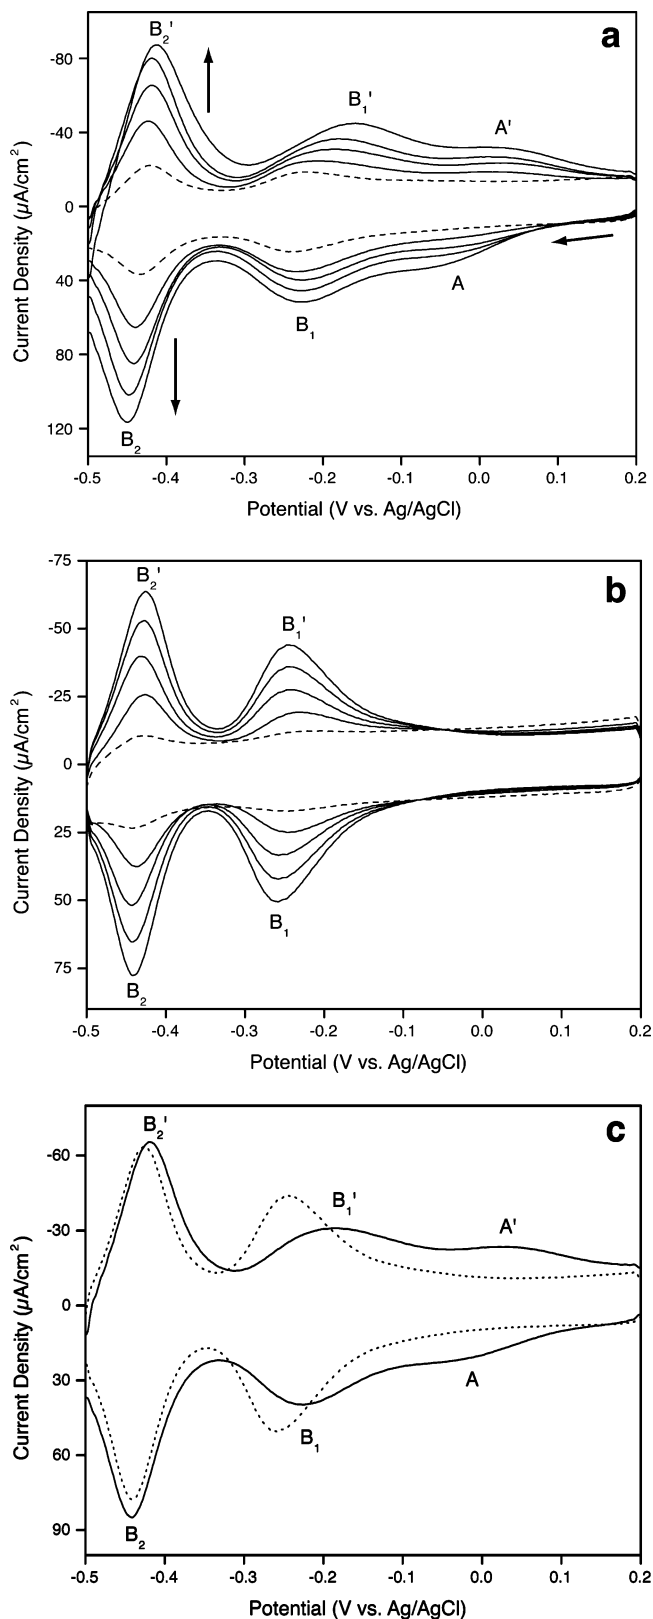 a
B2'
B1'
A'
-80
-40
0
40
80
120
Current Density (µA/cm²)
A
B1
B2
-0.5 -0.4 -0.3 -0.2 -0.1 0.0 0.1 0.2
Potential (V vs. Ag/AgCl)
b
B2'
B1'
-75
-50
-25
0
25
50
75
Current Density (µA/cm²)
B1
B2
-0.5 -0.4 -0.3 -0.2 -0.1 0.0 0.1 0.2
Potential (V vs. Ag/AgCl)
c
B2'
B1'
A'
-60
-30
0
30
60
90
Current Density (µA/cm²)
A
B1
B2
-0.5 -0.4 -0.3 -0.2 -0.1 0.0 0.1 0.2
Potential (V vs. Ag/AgCl)